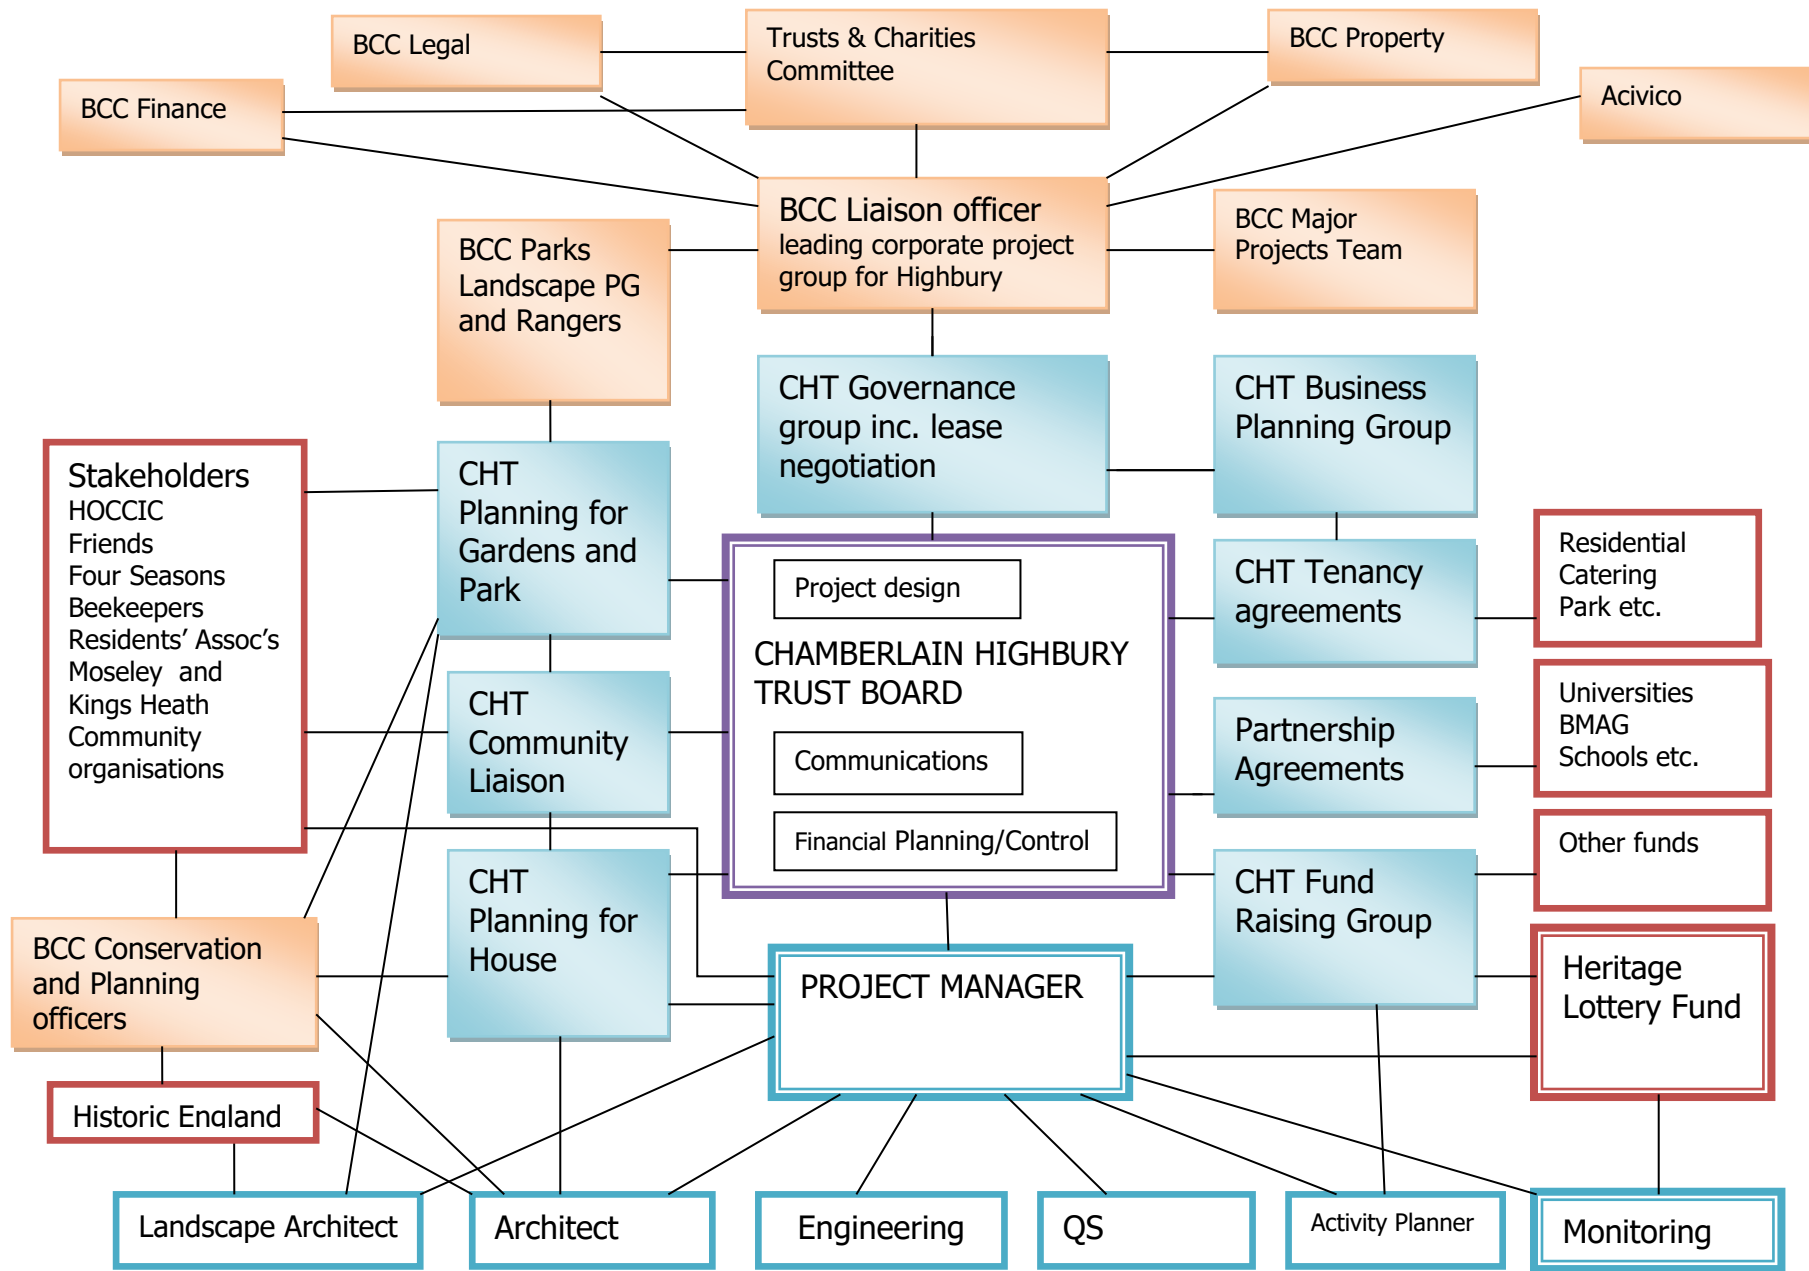 BCC Legal
Trusts & Charities
Committee
BCC Property
BCC Finance
Acivico
BCC Liaison officer
leading corporate project
group for Highbury
BCC Major
Projects Team
BCC Parks
Landscape PG
and Rangers
CHT Governance
group inc. lease
negotiation
CHT Business
Planning Group
Stakeholders
HOCCIC
Friends
Four Seasons
Beekeepers
Residents’ Assoc’s
Moseley and
Kings Heath
Community
organisations
CHT
Planning for
Gardens and
Park
Project design
CHAMBERLAIN HIGHBURY
TRUST BOARD
Communications
Financial Planning/Control
CHT Tenancy
agreements
Residential
Catering
Park etc.
CHT
Community
Liaison
Partnership
Agreements
Universities
BMAG
Schools etc.
CHT
Planning for
House
CHT Fund
Raising Group
Other funds
BCC Conservation
and Planning
officers
PROJECT MANAGER
Heritage
Lottery Fund
Historic England
Landscape Architect
Architect
Engineering
QS
Activity Planner
Monitoring